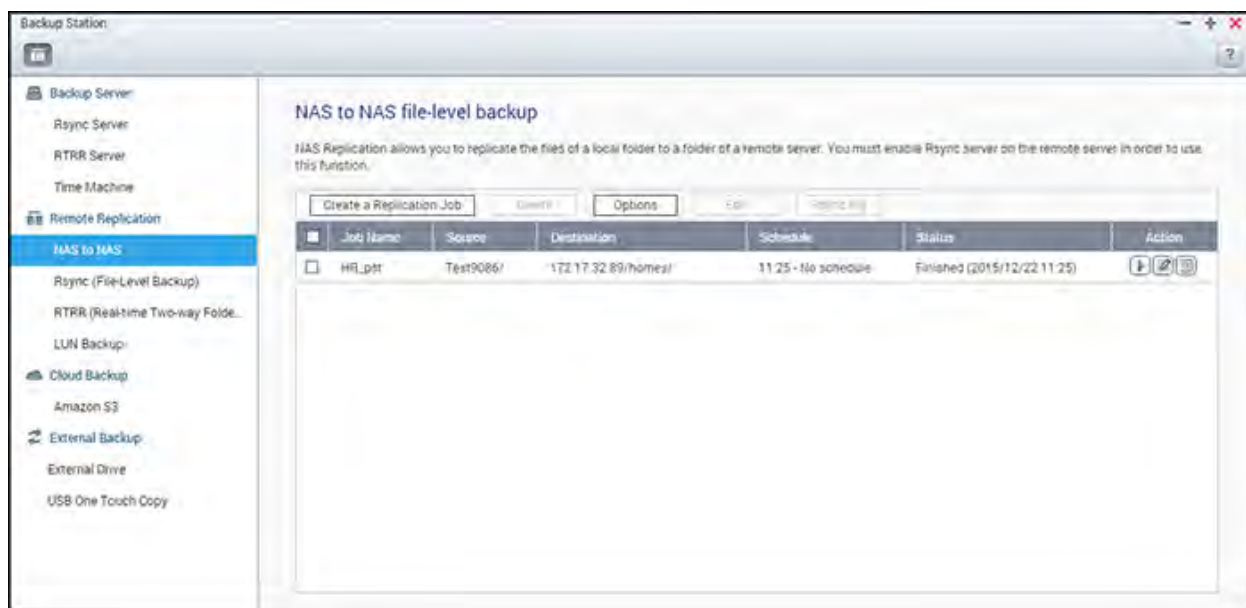 Backup Station
Backup Server
Rsync Server
RTRR Server
Time Machine
Remote Replication
NAS to NAS
Rsync (File-Level Backup)
RTRR (Real-time Two-way Folde...
LUN Backup
Cloud Backup
Amazon S3
External Backup
External Drive
USB One Touch Copy
NAS to NAS file-level backup
NAS Replication allows you to replicate the files of a local folder to a folder of a remote server. You must enable Rsync server on the remote server in order to use
this function.
Create a Replication Job Options
Job Name Source Destination Schedule Status Action
Test9086/ 172.17.32.89/homes/ 11:25 - No schedule Finished (2015/12/22 11:25)